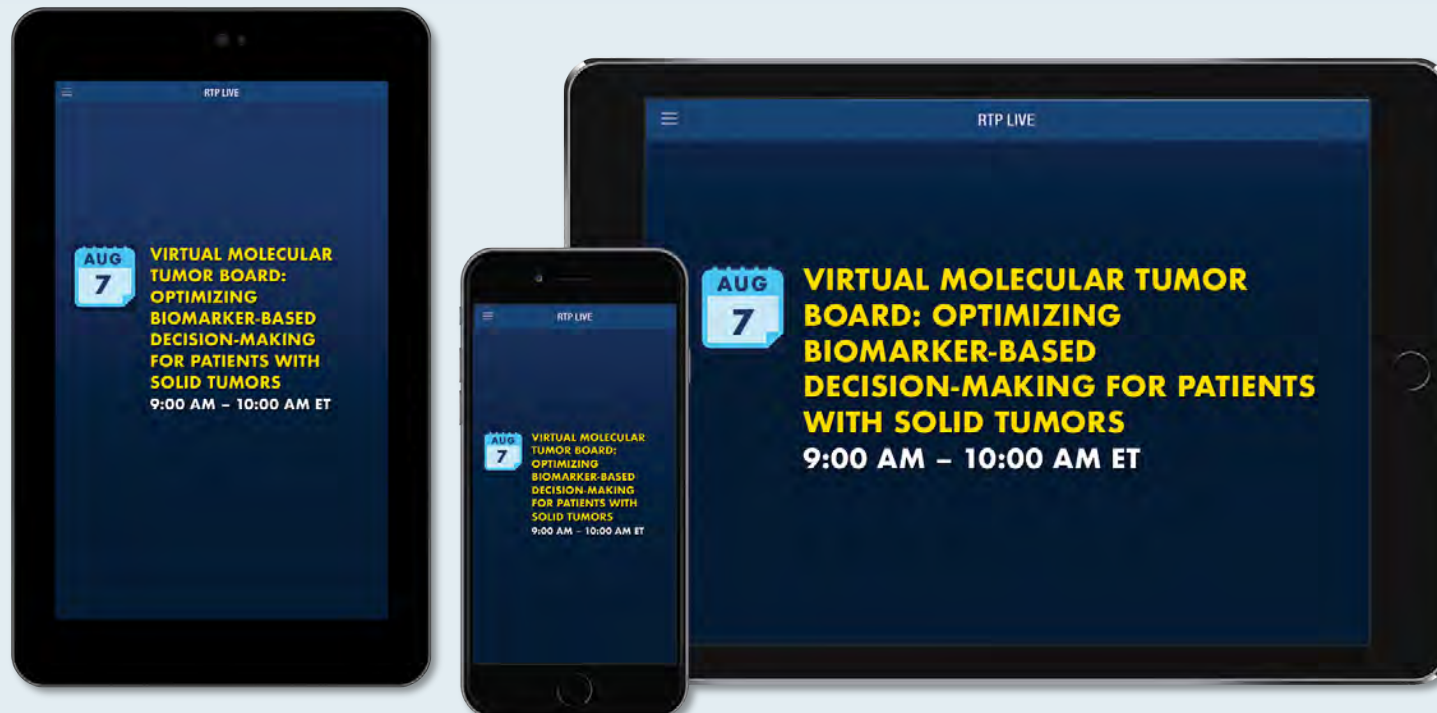 RTP LIVE
AUG
7
VIRTUAL MOLECULAR
TUMOR BOARD:
OPTIMIZING
BIOMARKER-BASED
DECISION-MAKING
FOR PATIENTS WITH
SOLID TUMORS
9:00 AM – 10:00 AM ET
RTP LIVE
AUG
7
VIRTUAL MOLECULAR
TUMOR BOARD:
OPTIMIZING
BIOMARKER-BASED
DECISION-MAKING
FOR PATIENTS WITH
SOLID TUMORS
9:00 AM – 10:00 AM ET
RTP LIVE
AUG
7
VIRTUAL MOLECULAR TUMOR
BOARD: OPTIMIZING
BIOMARKER-BASED
DECISION-MAKING FOR PATIENTS
WITH SOLID TUMORS
9:00 AM – 10:00 AM ET